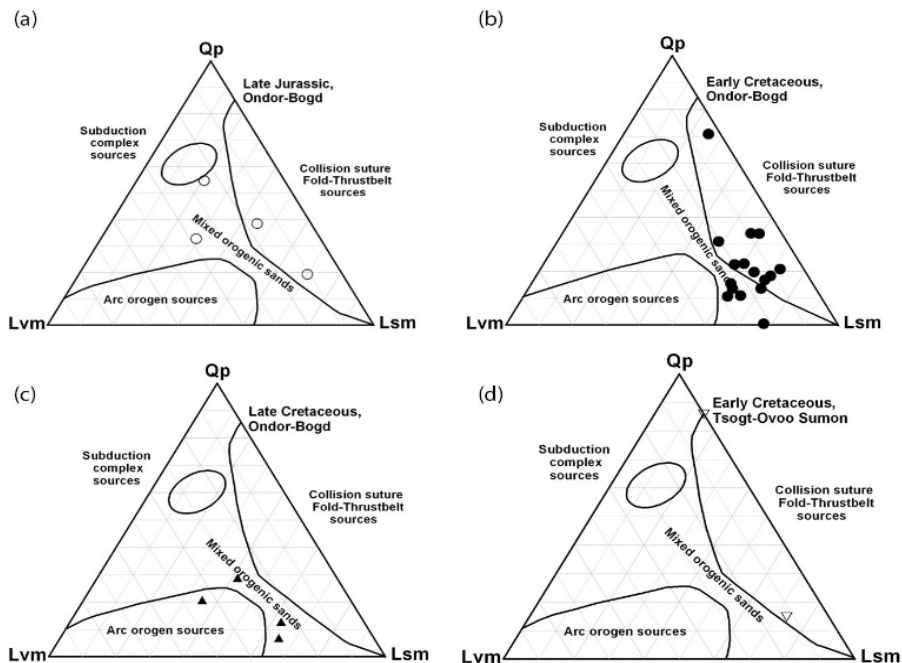 (a)
Qp
Late Jurassic,
Ondor-Bogd
Subduction
complex
sources
Collision suture
Fold-Thrustbelt
sources
Mixed orogenic sands
Arc orogen sources
Lvm
Lsm
(b)
Qp
Early Cretaceous,
Ondor-Bogd
Subduction
complex
sources
Collision suture
Fold-Thrustbelt
sources
Mixed orogenic sands
Arc orogen sources
Lvm
Lsm
(c)
Qp
Late Cretaceous,
Ondor-Bogd
Subduction
complex
sources
Collision suture
Fold-Thrustbelt
sources
Mixed orogenic sands
Arc orogen sources
Lvm
Lsm
(d)
Qp
Early Cretaceous,
Tsogt-Ovoo Sumon
Subduction
complex
sources
Collision suture
Fold-Thrustbelt
sources
Mixed orogenic sands
Arc orogen sources
Lvm
Lsm